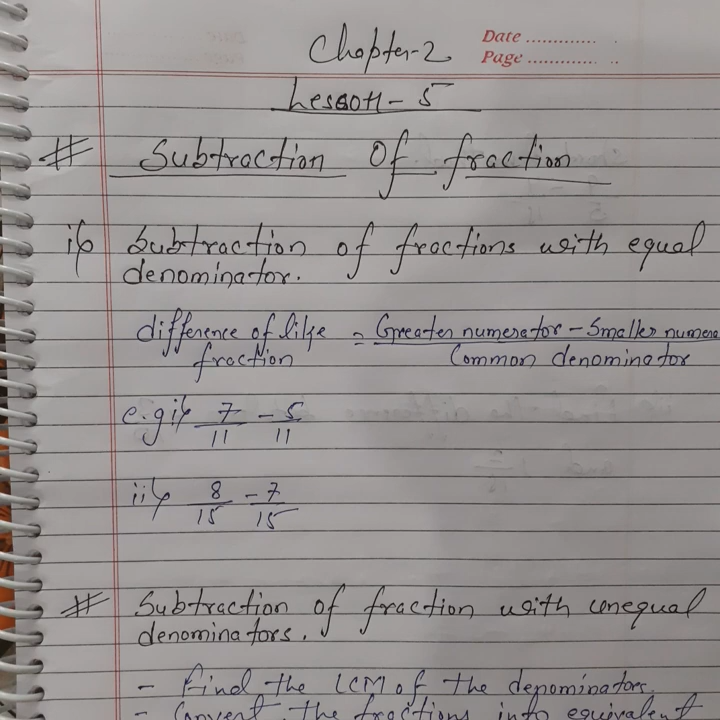 Date ..............
Page ..............
Chapter-2
Lesson-5
# Subtraction Of fraction
i) Subtraction of fractions with equal
denominator.
difference of like fraction = Greater numerator - Smaller numera
Common denominator
e.g i) 7/11 - 5/11
ii) 8/15 - 7/15
# Subtraction of fraction with unequal
denominators.
- Find the LCM of the denominators.
- Convert the fractions into equivalent